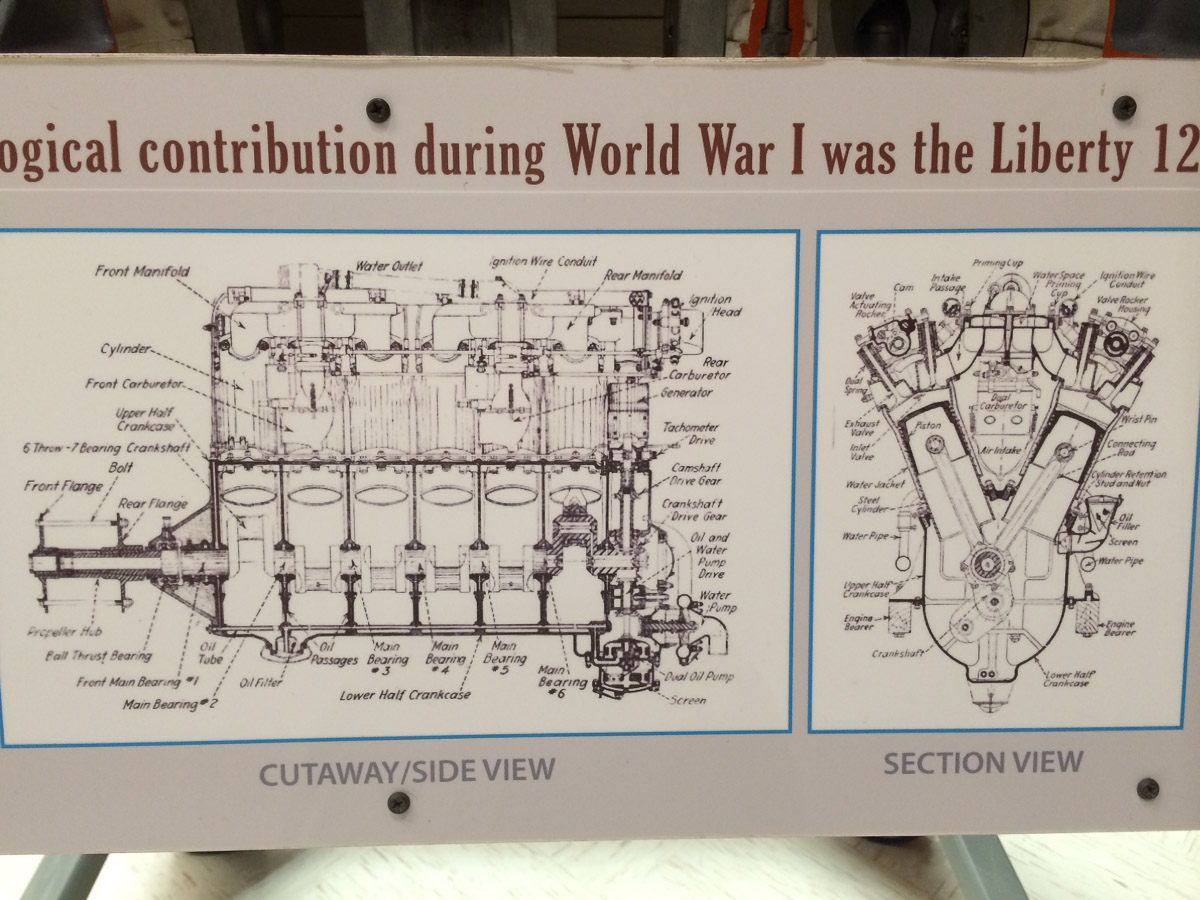 ogical contribution during World War I was the Liberty 12
Front Manifold
Water Outlet
Ignition Wire Conduit
Rear Manifold
Ignition
Head
Cylinder
Front Carburetor
Rear
Carburetor
Generator
Upper Half
Crankcase
Tachometer
Drive
6 Throw - 7 Bearing Crankshaft
Bolt
Camshaft
Drive Gear
Front Flange
Rear Flange
Crankshaft
Drive Gear
Oil and
Water
Pump
Drive
Water
Pump
Propeller Hub
Ball Thrust Bearing
Front Main Bearing #1
Main Bearing #2
Oil
Tube
Oil Filter
Oil
Passages
Main
Bearing
#3
Main
Bearing
#4
Main
Bearing
#5
Lower Half Crankcase
Main
Bearing
#6
Dual Oil Pump
Screen
CUTAWAY/SIDE VIEW
Priming Cup
Intake
Passage
Water Space
Priming
Cup
Ignition Wire
Conduit
Cam
Valve
Actuating
Rocker
Valve Rocker
Housing
Dual
Spring
Dual
Carburetor
Exhaust
Valve
Piston
Wrist Pin
Inlet
Valve
Air Intake
Connecting
Rod
Water Jacket
Cylinder Retention
Stud and Nut
Steel
Cylinder
Oil
Filler
Water Pipe
Screen
Water Pipe
Upper Half
Crankcase
Engine
Bearer
Engine
Bearer
Crankshaft
Lower Half
Crankcase
SECTION VIEW